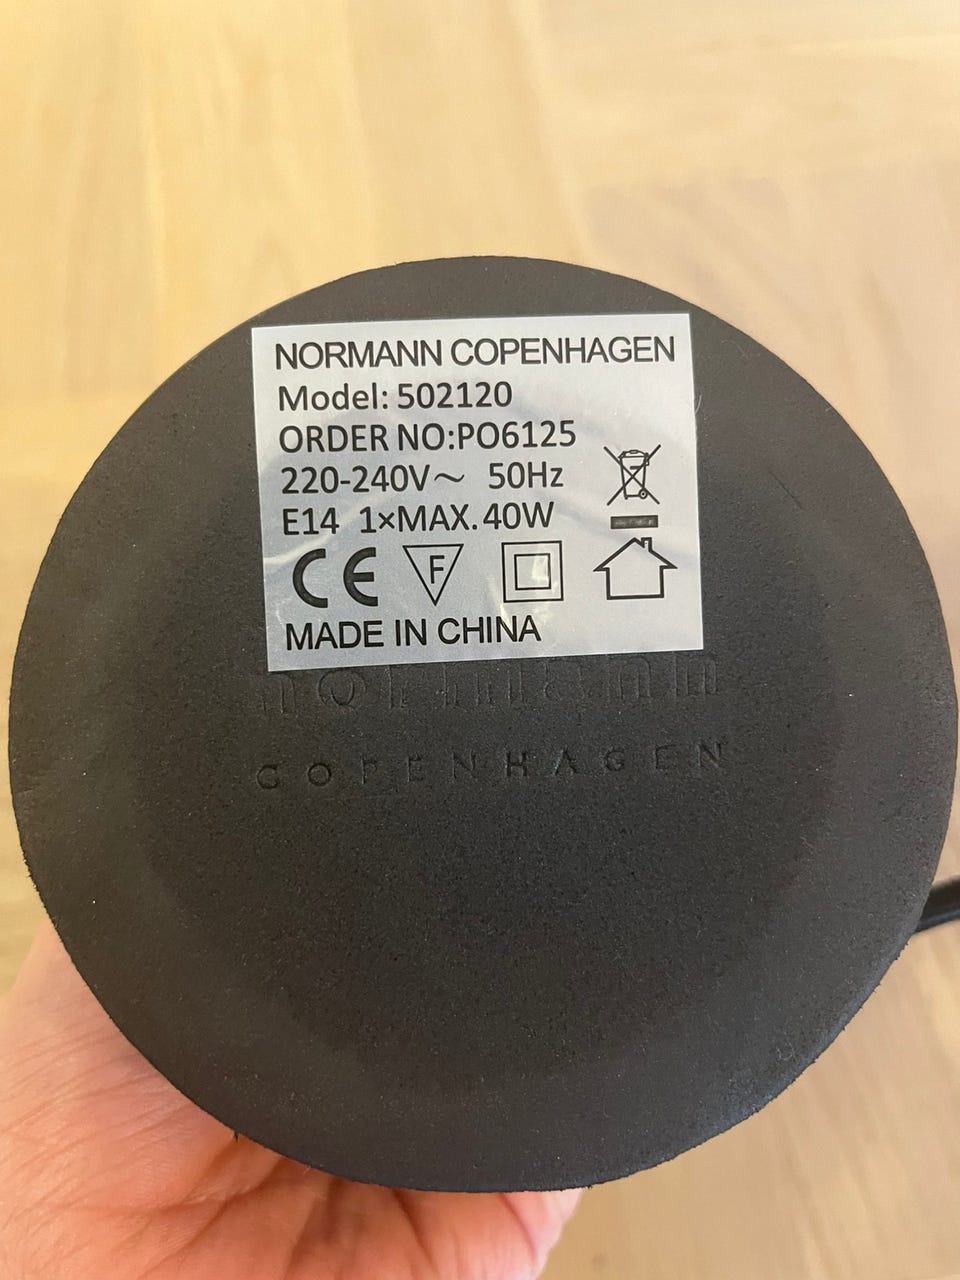 NORMANN COPENHAGEN
Model: 502120
ORDER NO:PO6125
220-240V～ 50Hz
E14 1×MAX.40W
CE F
MADE IN CHINA
normann
COPENHAGEN